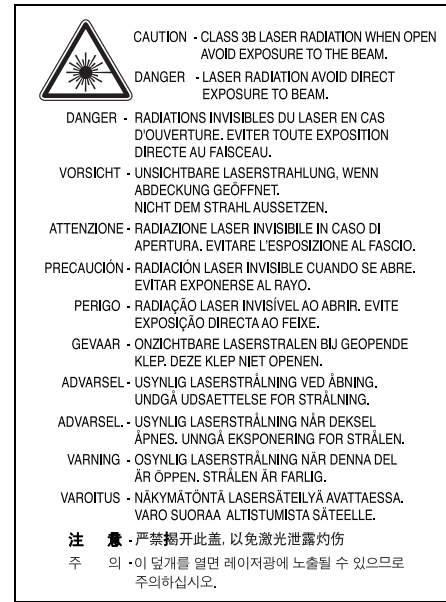 CAUTION - CLASS 3B LASER RADIATION WHEN OPEN
AVOID EXPOSURE TO THE BEAM.
DANGER - LASER RADIATION AVOID DIRECT
EXPOSURE TO BEAM.
DANGER - RADIATIONS INVISIBLES DU LASER EN CAS
D'OUVERTURE. EVITER TOUTE EXPOSITION
DIRECTE AU FAISCEAU.
VORSICHT - UNSICHTBARE LASERSTRAHLUNG, WENN
ABDECKUNG GEÖFFNET.
NICHT DEM STRAHL AUSSETZEN.
ATTENZIONE - RADIAZIONE LASER INVISIBILE IN CASO DI
APERTURA. EVITARE L'ESPOSIZIONE AL FASCIO.
PRECAUCIÓN - RADIACIÓN LASER INVISIBLE CUANDO SE ABRE.
EVITAR EXPONERSE AL RAYO.
PERIGO - RADIAÇÃO LASER INVISÍVEL AO ABRIR. EVITE
EXPOSIÇÃO DIRECTA AO FEIXE.
GEVAAR - ONZICHTBARE LASERSTRALEN BIJ GEOPENDE
KLEP. DEZE KLEP NIET OPENEN.
ADVARSEL - USYNLIG LASERSTRÅLNING VED ÅBNING.
UNDGÅ UDSAETTELSE FOR STRÅLNING.
ADVARSEL. - USYNLIG LASERSTRÅLNING NÅR DEKSEL
ÅPNES. UNNGÅ EKSPONERING FOR STRÅLEN.
VARNING - OSYNLIG LASERSTRÅLNING NÄR DENNA DEL
ÄR ÖPPEN. STRÅLEN ÄR FARLIG.
VAROITUS - NÄKYMÄTÖNTÄ LASERSÄTEILYÄ AVATTAESSA.
VARO SUORAA ALTISTUMISTA SÄTEELLE.
注 意 - 严禁揭开此盖, 以免激光泄露灼伤
주 의 - 이 덮개를 열면 레이저광에 노출될 수 있으므로
주의하십시오.